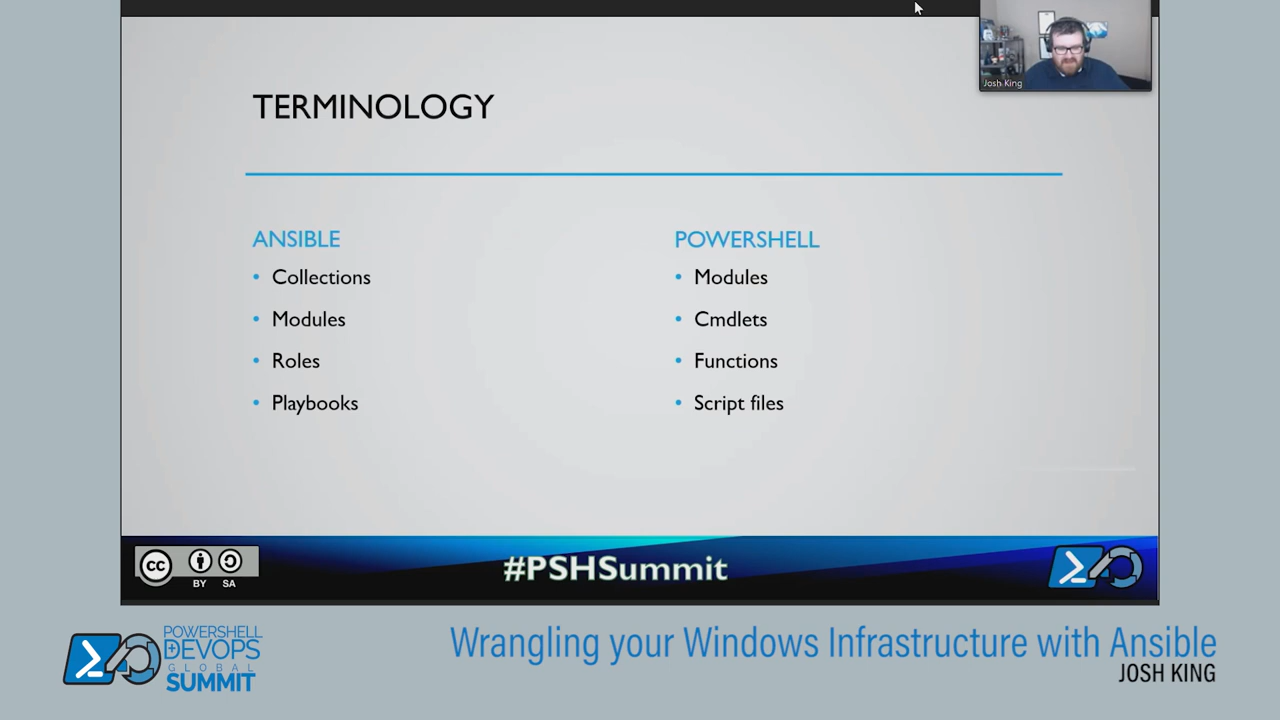 Josh King
TERMINOLOGY
ANSIBLE
• Collections
• Modules
• Roles
• Playbooks
POWERSHELL
• Modules
• Cmdlets
• Functions
• Script files
cc
BY SA
#PSHSummit
POWERSHELL
DEVOPS
GLOBAL
SUMMIT
Wrangling your Windows Infrastructure with Ansible
JOSH KING